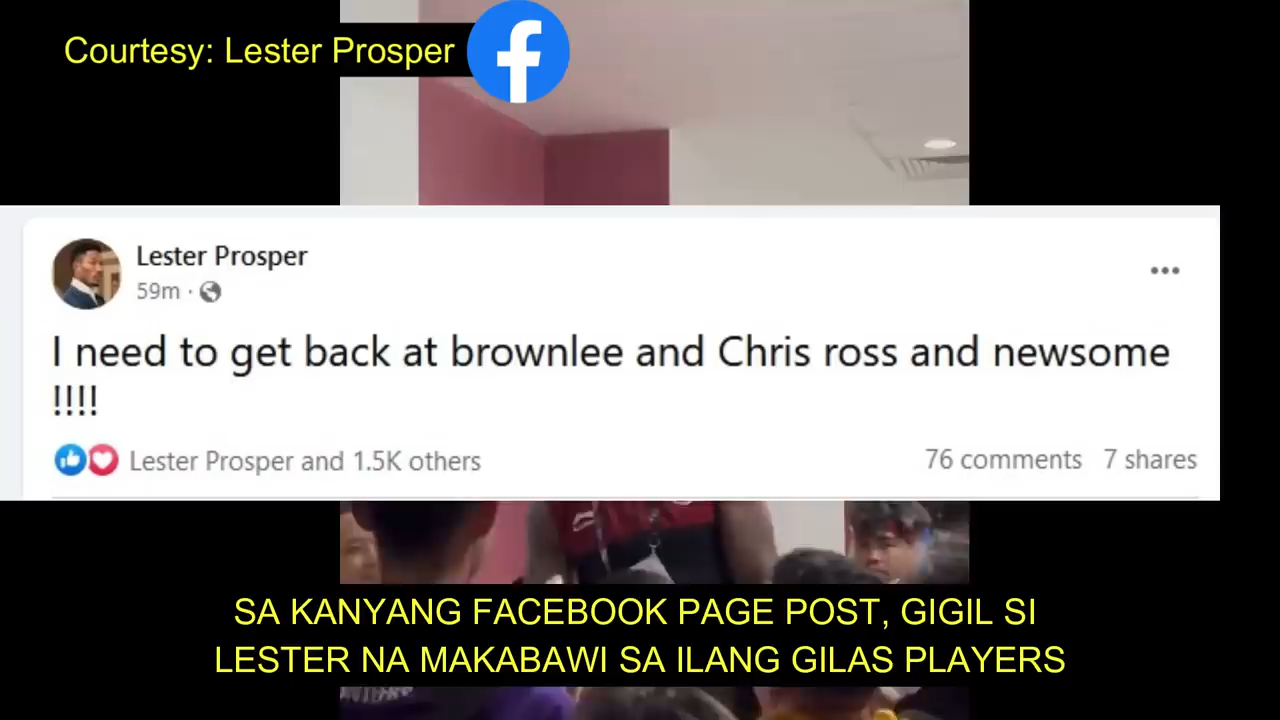 Courtesy: Lester Prosper
Lester Prosper
59m ·
I need to get back at brownlee and Chris ross and newsome
!!!!
Lester Prosper and 1.5K others
76 comments 7 shares
SA KANYANG FACEBOOK PAGE POST, GIGIL SI
LESTER NA MAKABAWI SA ILANG GILAS PLAYERS